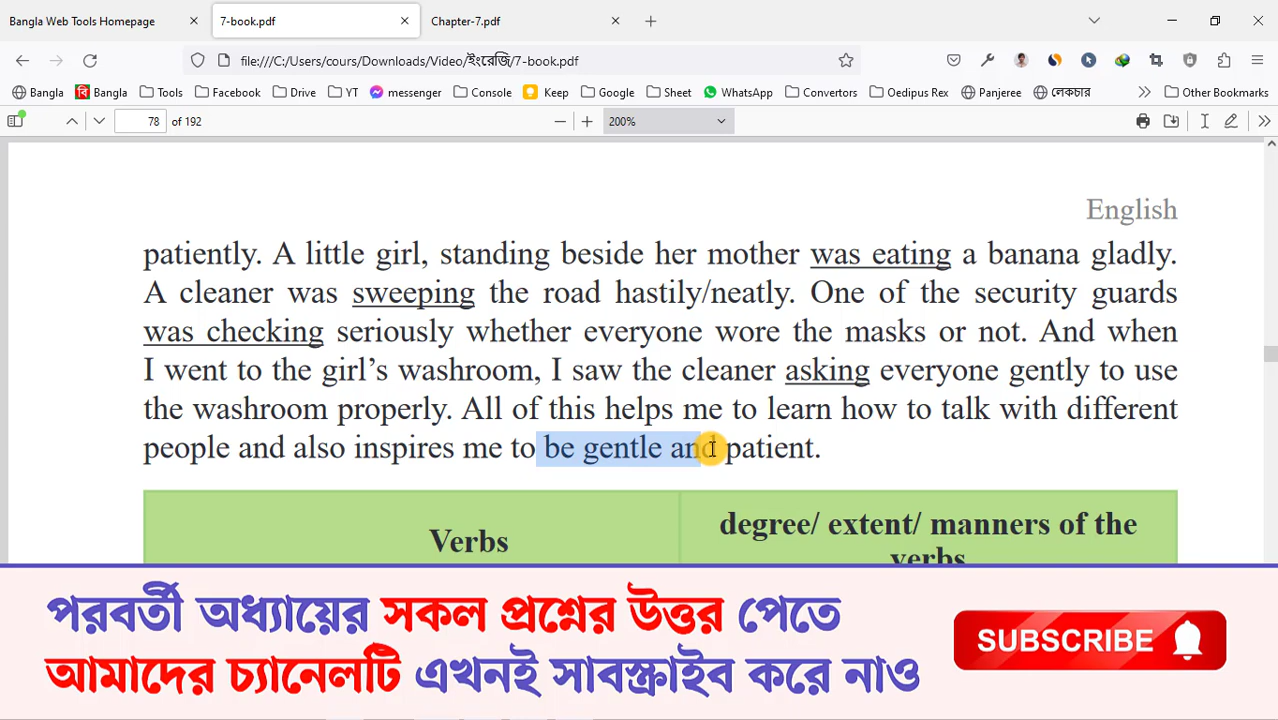 Bangla Web Tools Homepage
7-book.pdf
Chapter-7.pdf
file:///C:/Users/cours/Downloads/Video/ইংরেজি/7-book.pdf
Bangla
Bangla
Tools
Facebook
Drive
YT
messenger
Console
Keep
Google
Sheet
WhatsApp
Convertors
Oedipus Rex
Panjeree
লেকচার
Other Bookmarks
78 of 192
200%
English
patiently. A little girl, standing beside her mother was eating a banana gladly.
A cleaner was sweeping the road hastily/neatly. One of the security guards
was checking seriously whether everyone wore the masks or not. And when
I went to the girl’s washroom, I saw the cleaner asking everyone gently to use
the washroom properly. All of this helps me to learn how to talk with different
people and also inspires me to be gentle and patient.
Verbs
degree/ extent/ manners of the
verbs
পরবর্তী অধ্যায়ের সকল প্রশ্নের উত্তর পেতে
আমাদের চ্যানেলটি এখনই সাবস্ক্রাইব করে নাও
SUBSCRIBE